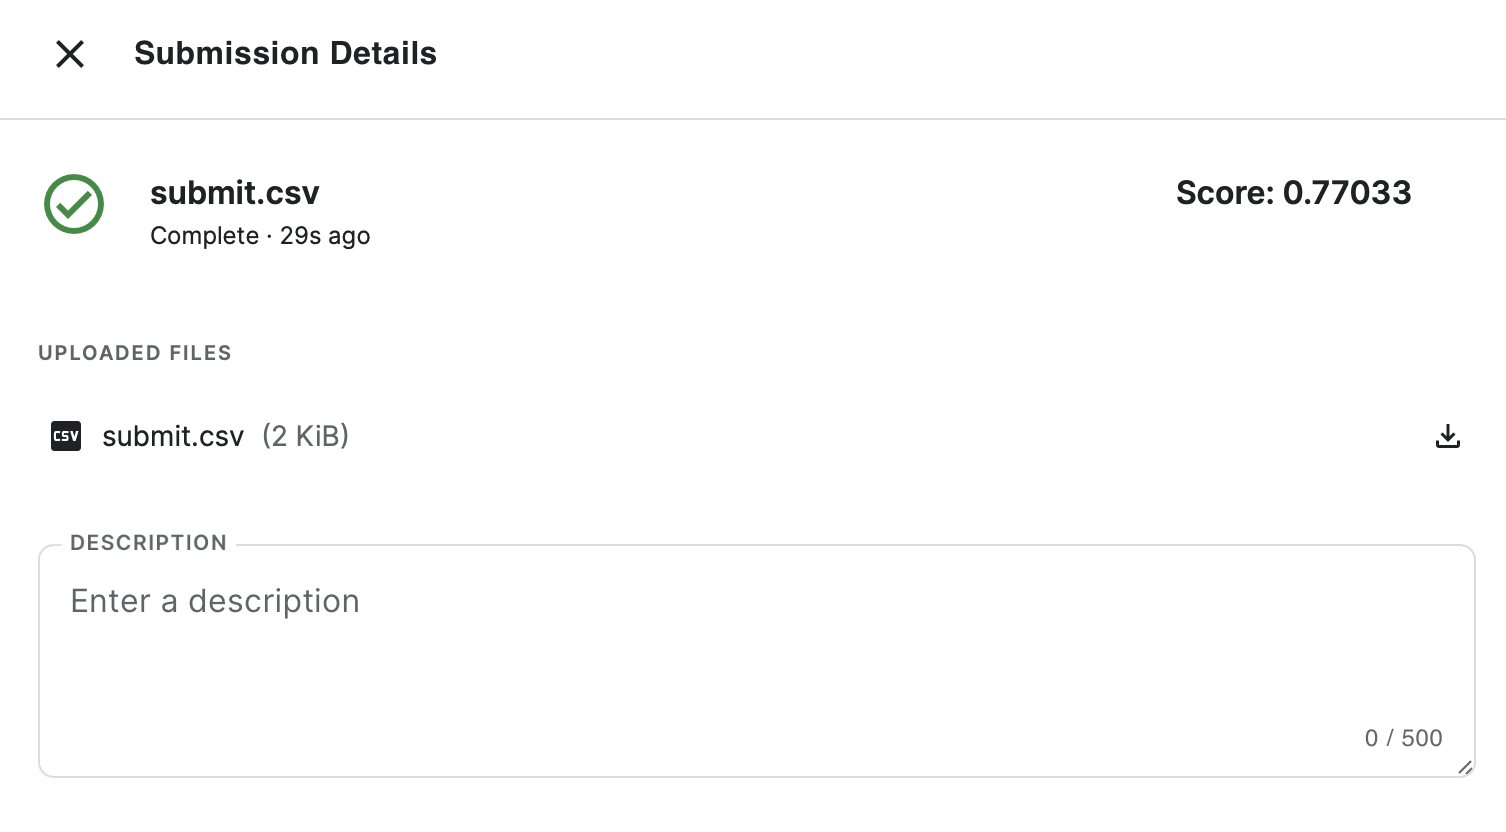 Submission Details
submit.csv
Score: 0.77033
Complete · 29s ago
UPLOADED FILES
CSV submit.csv (2 KiB)
DESCRIPTION
Enter a description
0 / 500